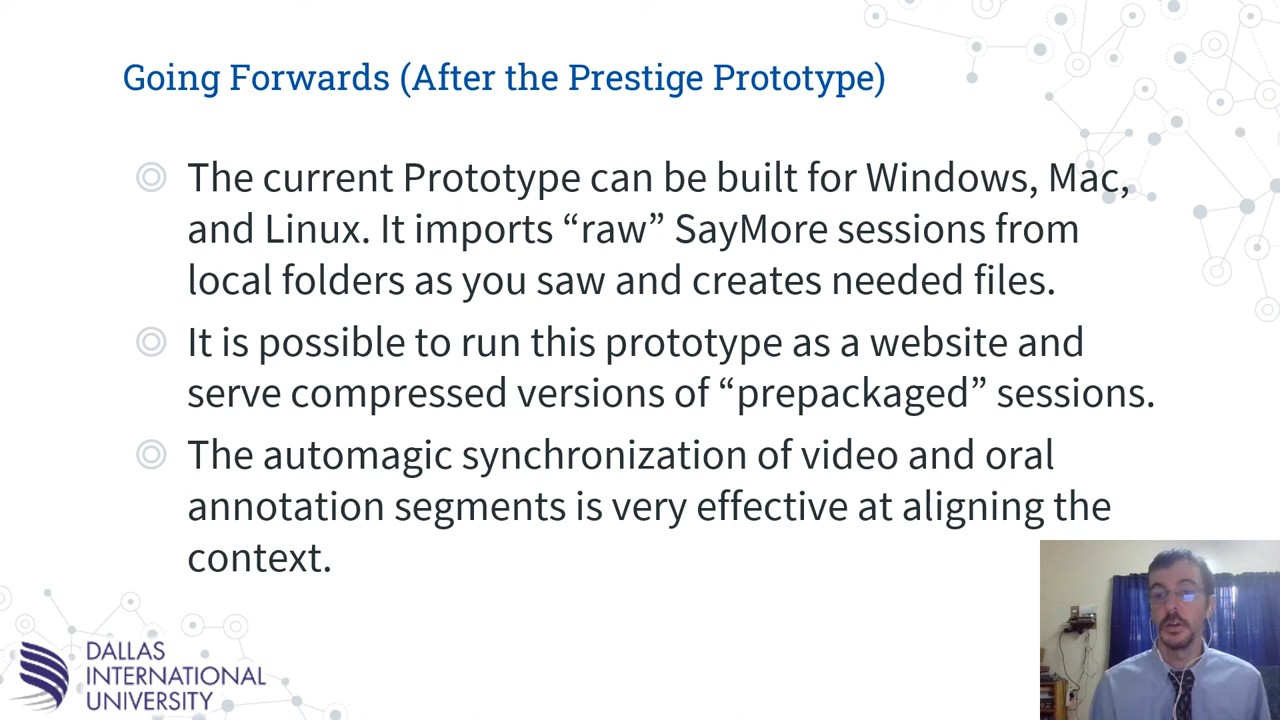 Going Forwards (After the Prestige Prototype)
The current Prototype can be built for Windows, Mac,
and Linux. It imports “raw” SayMore sessions from
local folders as you saw and creates needed files.
It is possible to run this prototype as a website and
serve compressed versions of “prepackaged” sessions.
The automagic synchronization of video and oral
annotation segments is very effective at aligning the
context.
DALLAS
INTERNATIONAL
UNIVERSITY